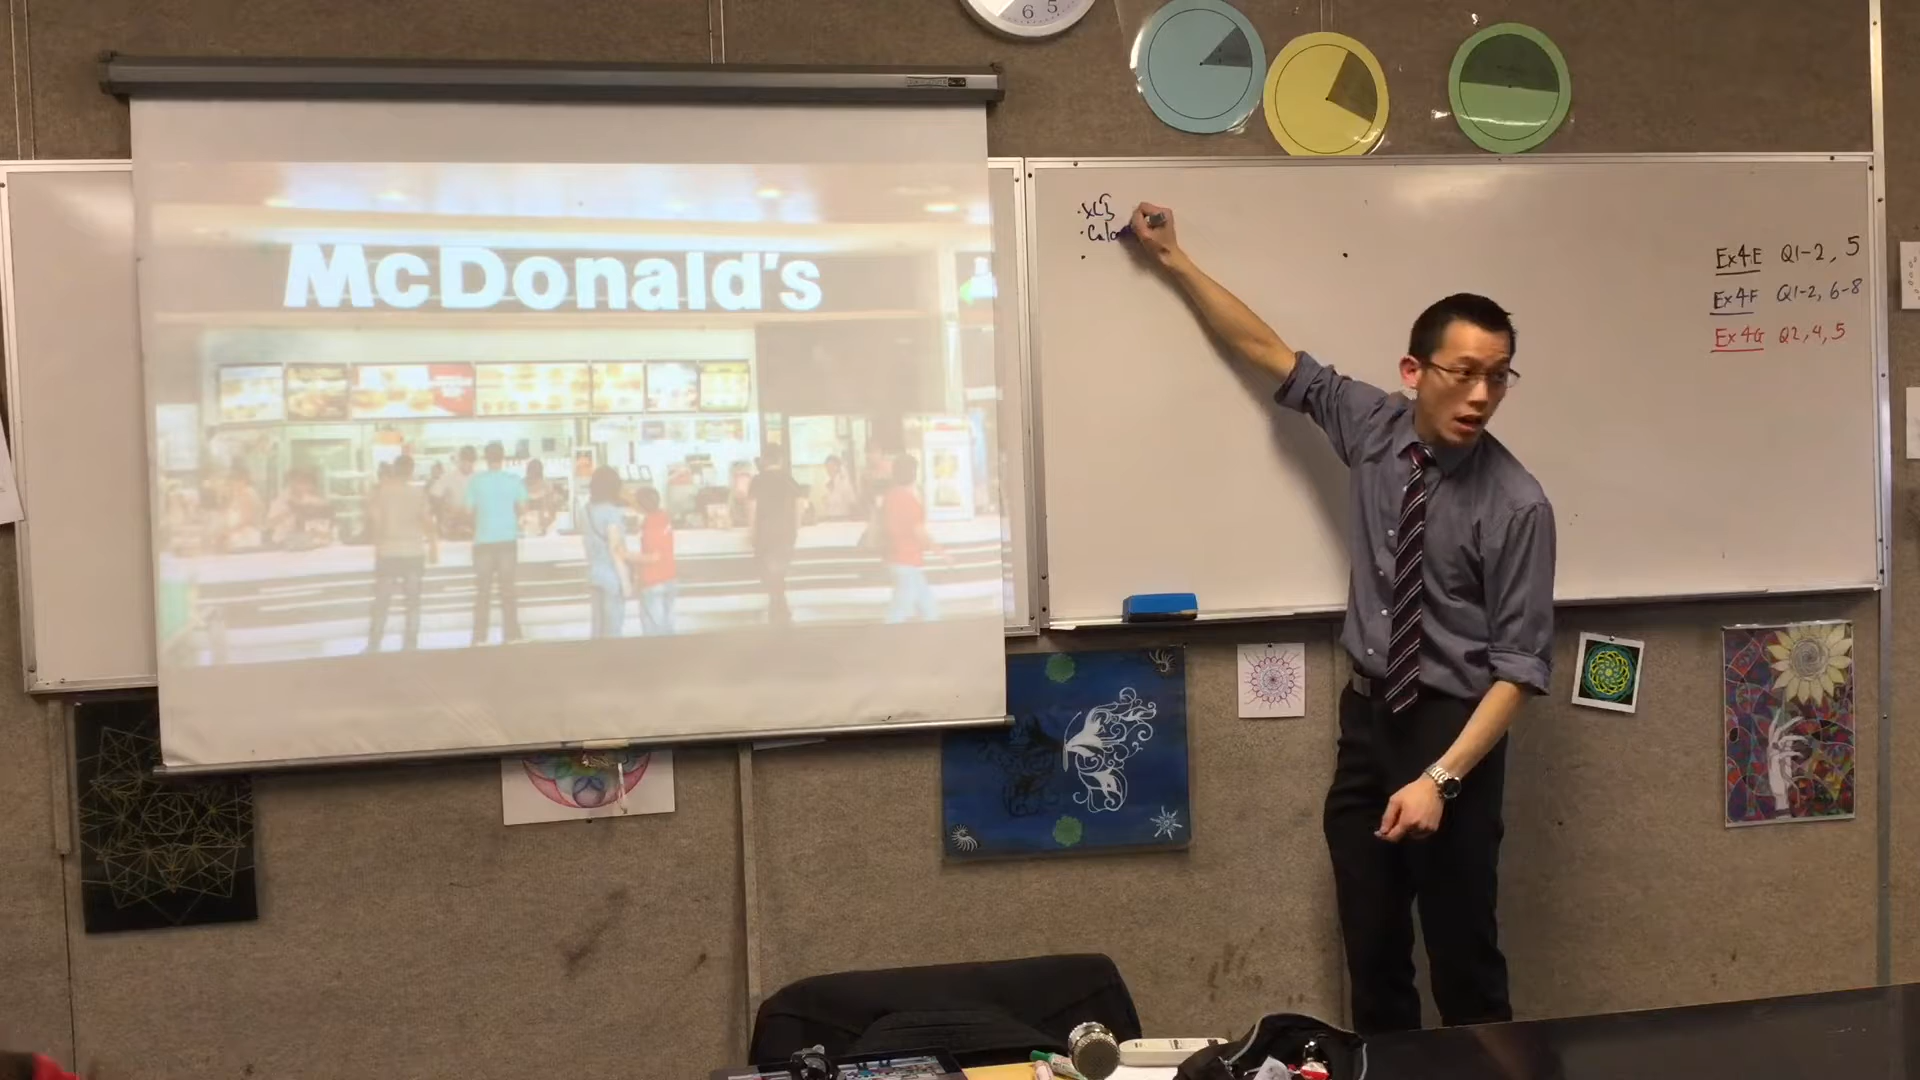 6 5
McDonald's
Ex 4E Q1-2, 5
Ex 4F Q1-2, 6-8
Ex 4G Q2, 4, 5